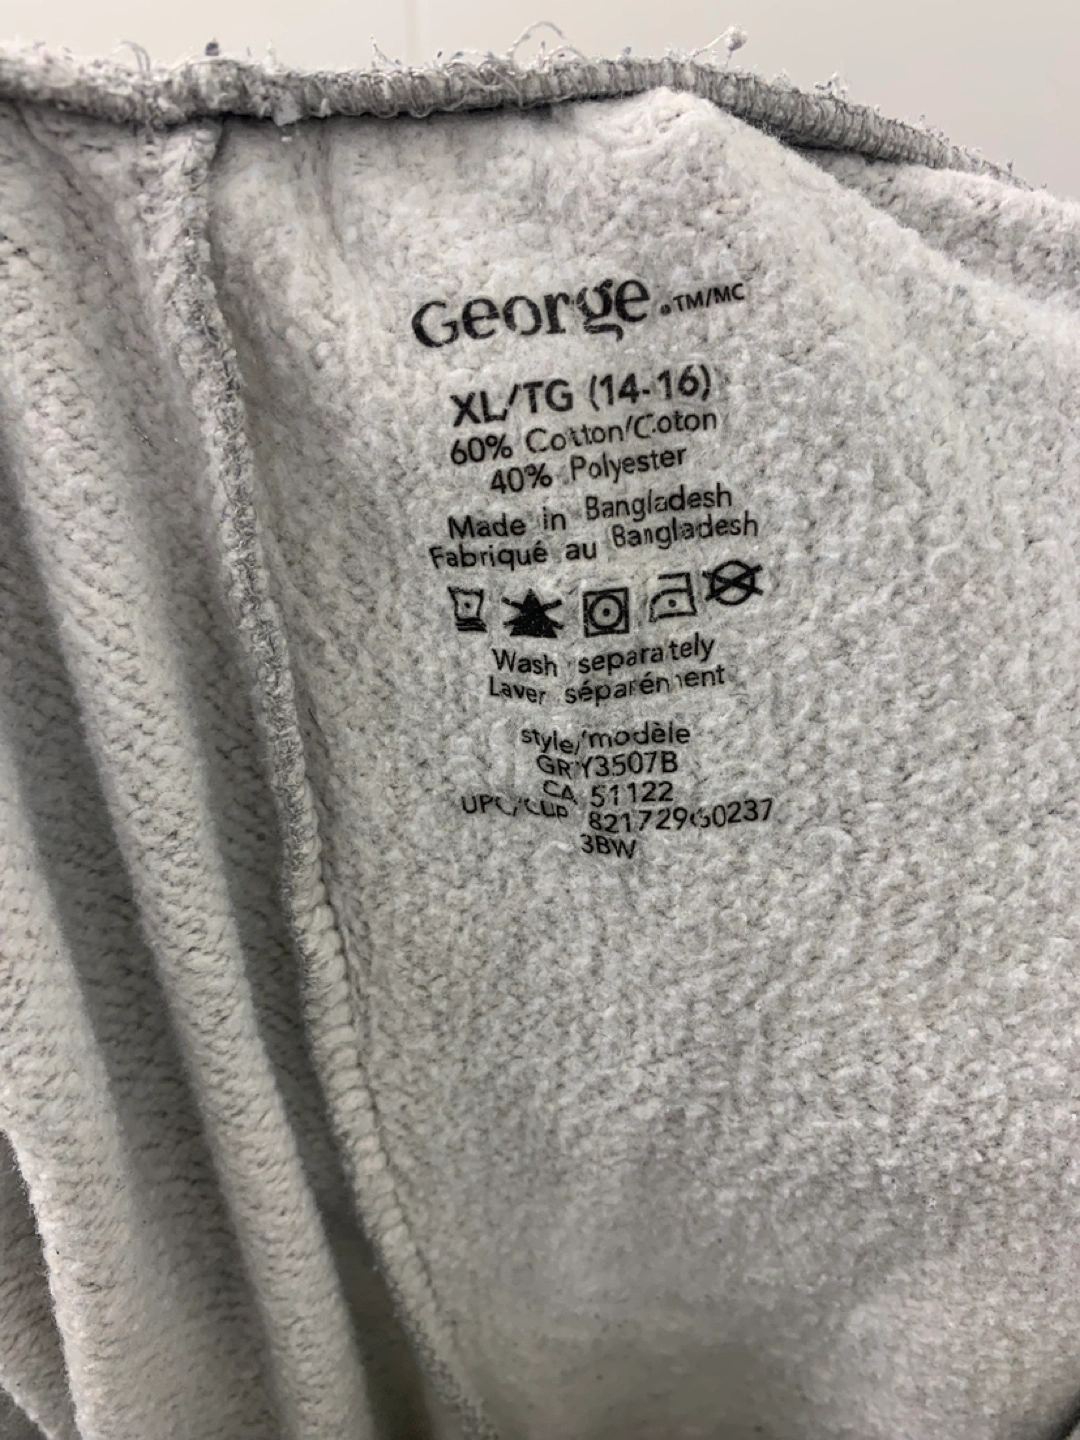 George.TM/MC
XL/TG (14-16)
60% Cotton/Coton
40% Polyester
Made in Bangladesh
Fabriqué au Bangladesh
Wash separately
Laver séparément
style/modèle
GRY3507B
CA 51122
UPC/CUP 821729G0237
3BW